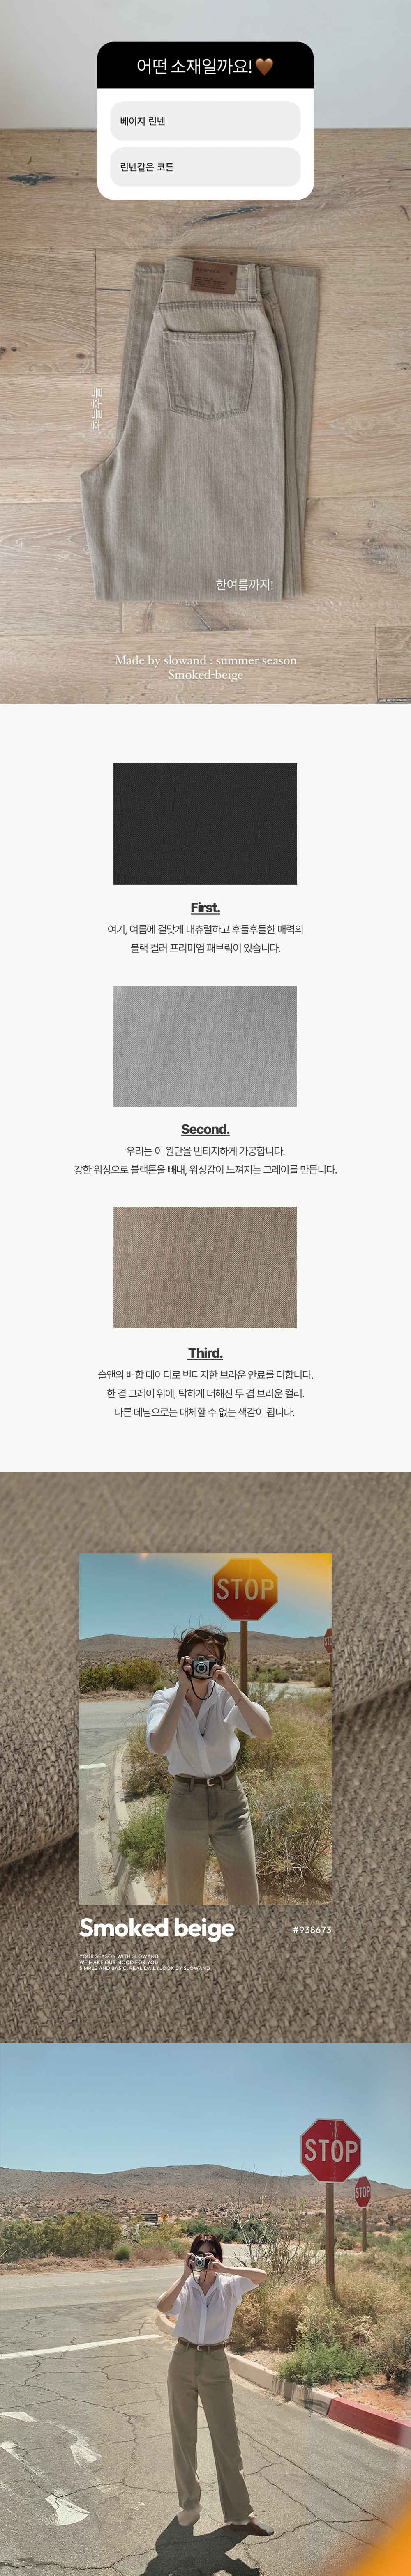 어떤 소재일까요!🤎
베이지 린넨
린넨같은 코튼
후들후들
한여름까지!
Made by slowand : summer season
Smoked-beige
First.
여기, 여름에 걸맞게 내츄럴하고 후들후들한 매력의
블랙 컬러 프리미엄 패브릭이 있습니다.
Second.
우리는 이 원단을 빈티지하게 가공합니다.
강한 워싱으로 블랙톤을 빼내, 워싱감이 느껴지는 그레이를 만듭니다.
Third.
슬앤의 배합 데이터로 빈티지한 브라운 안료를 더합니다.
한 겹 그레이 위에, 탁하게 더해진 두 겹 브라운 컬러.
다른 데님으로는 대체할 수 없는 색감이 됩니다.
STOP
Smoked beige
#938673
YOUR SEASON WITH SLOWAND
WE MAKE OUR MOOD FOR YOU
SIMPLE AND BASIC, REAL DAILYLOOK BY SLOWAND.
STOP
STOP